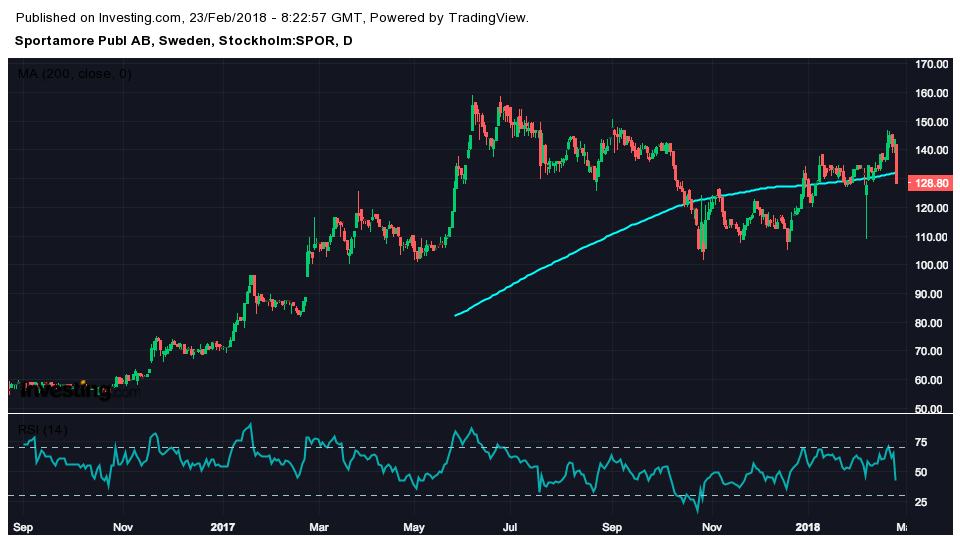 Published on Investing.com, 23/Feb/2018 - 8:22:57 GMT, Powered by TradingView.
Sportamore Publ AB, Sweden, Stockholm:SPOR, D
MA (200, close, 0)
170.00
160.00
150.00
140.00
128.80
120.00
110.00
100.00
90.00
80.00
70.00
60.00
50.00
Investing.com
RSI (14)
75
50
25
Sep Nov 2017 Mar May Jul Sep Nov 2018 Ma